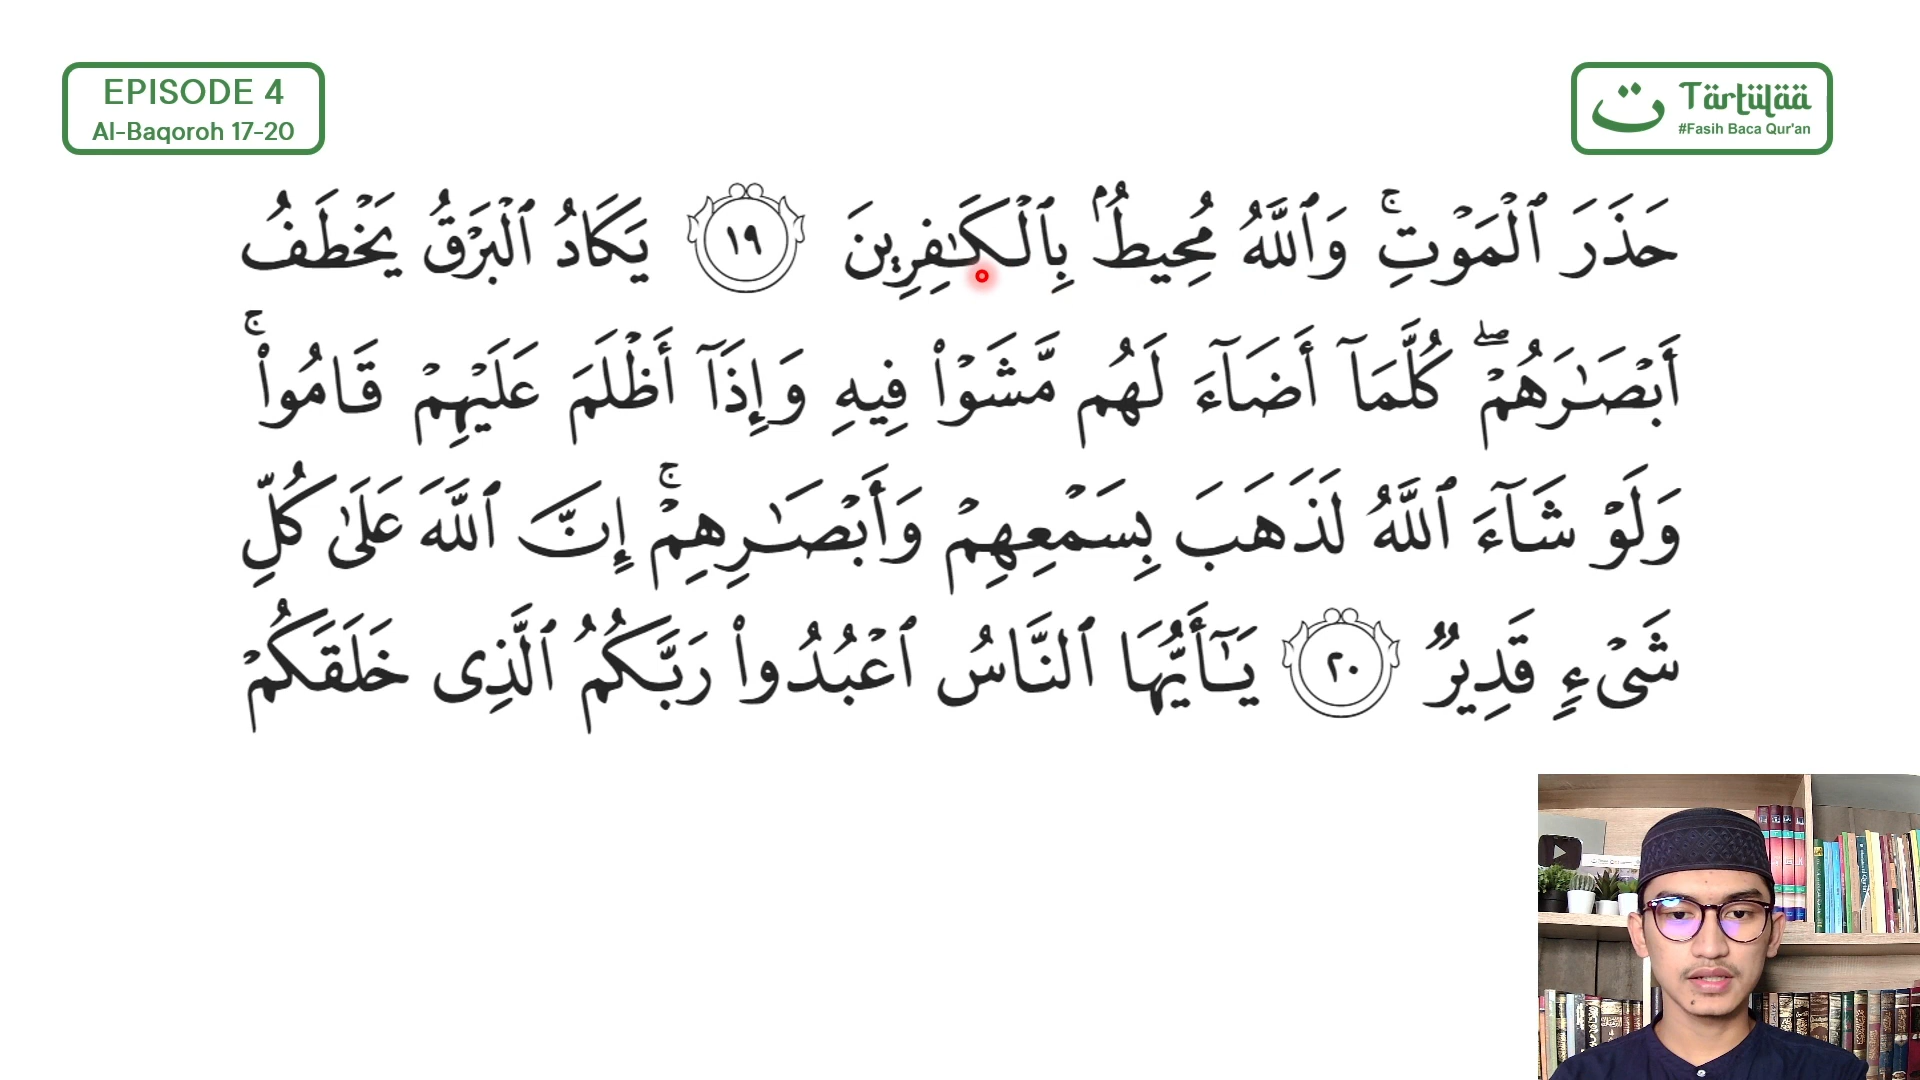 EPISODE 4
Al-Baqoroh 17-20
ت Tärtiilää
#Fasih Baca Qur'an
حَذَرَ ٱلْمَوْتِ ۚ وَٱللَّهُ مُحِيطٌۢ بِٱلْكَـٰفِرِينَ ١٩ يَكَادُ ٱلْبَرْقُ يَخْطَفُ
أَبْصَـٰرَهُمْ ۖ كُلَّمَآ أَضَآءَ لَهُم مَّشَوْا۟ فِيهِ وَإِذَآ أَظْلَمَ عَلَيْهِمْ قَامُوا۟ ۚ
وَلَوْ شَآءَ ٱللَّهُ لَذَهَبَ بِسَمْعِهِمْ وَأَبْصَـٰرِهِمْ ۚ إِنَّ ٱللَّهَ عَلَىٰ كُلِّ
شَىْءٍ قَدِيرٌ ٢٠ يَـٰٓأَيُّهَا ٱلنَّاسُ ٱعْبُدُوا۟ رَبَّكُمُ ٱلَّذِى خَلَقَكُمْ